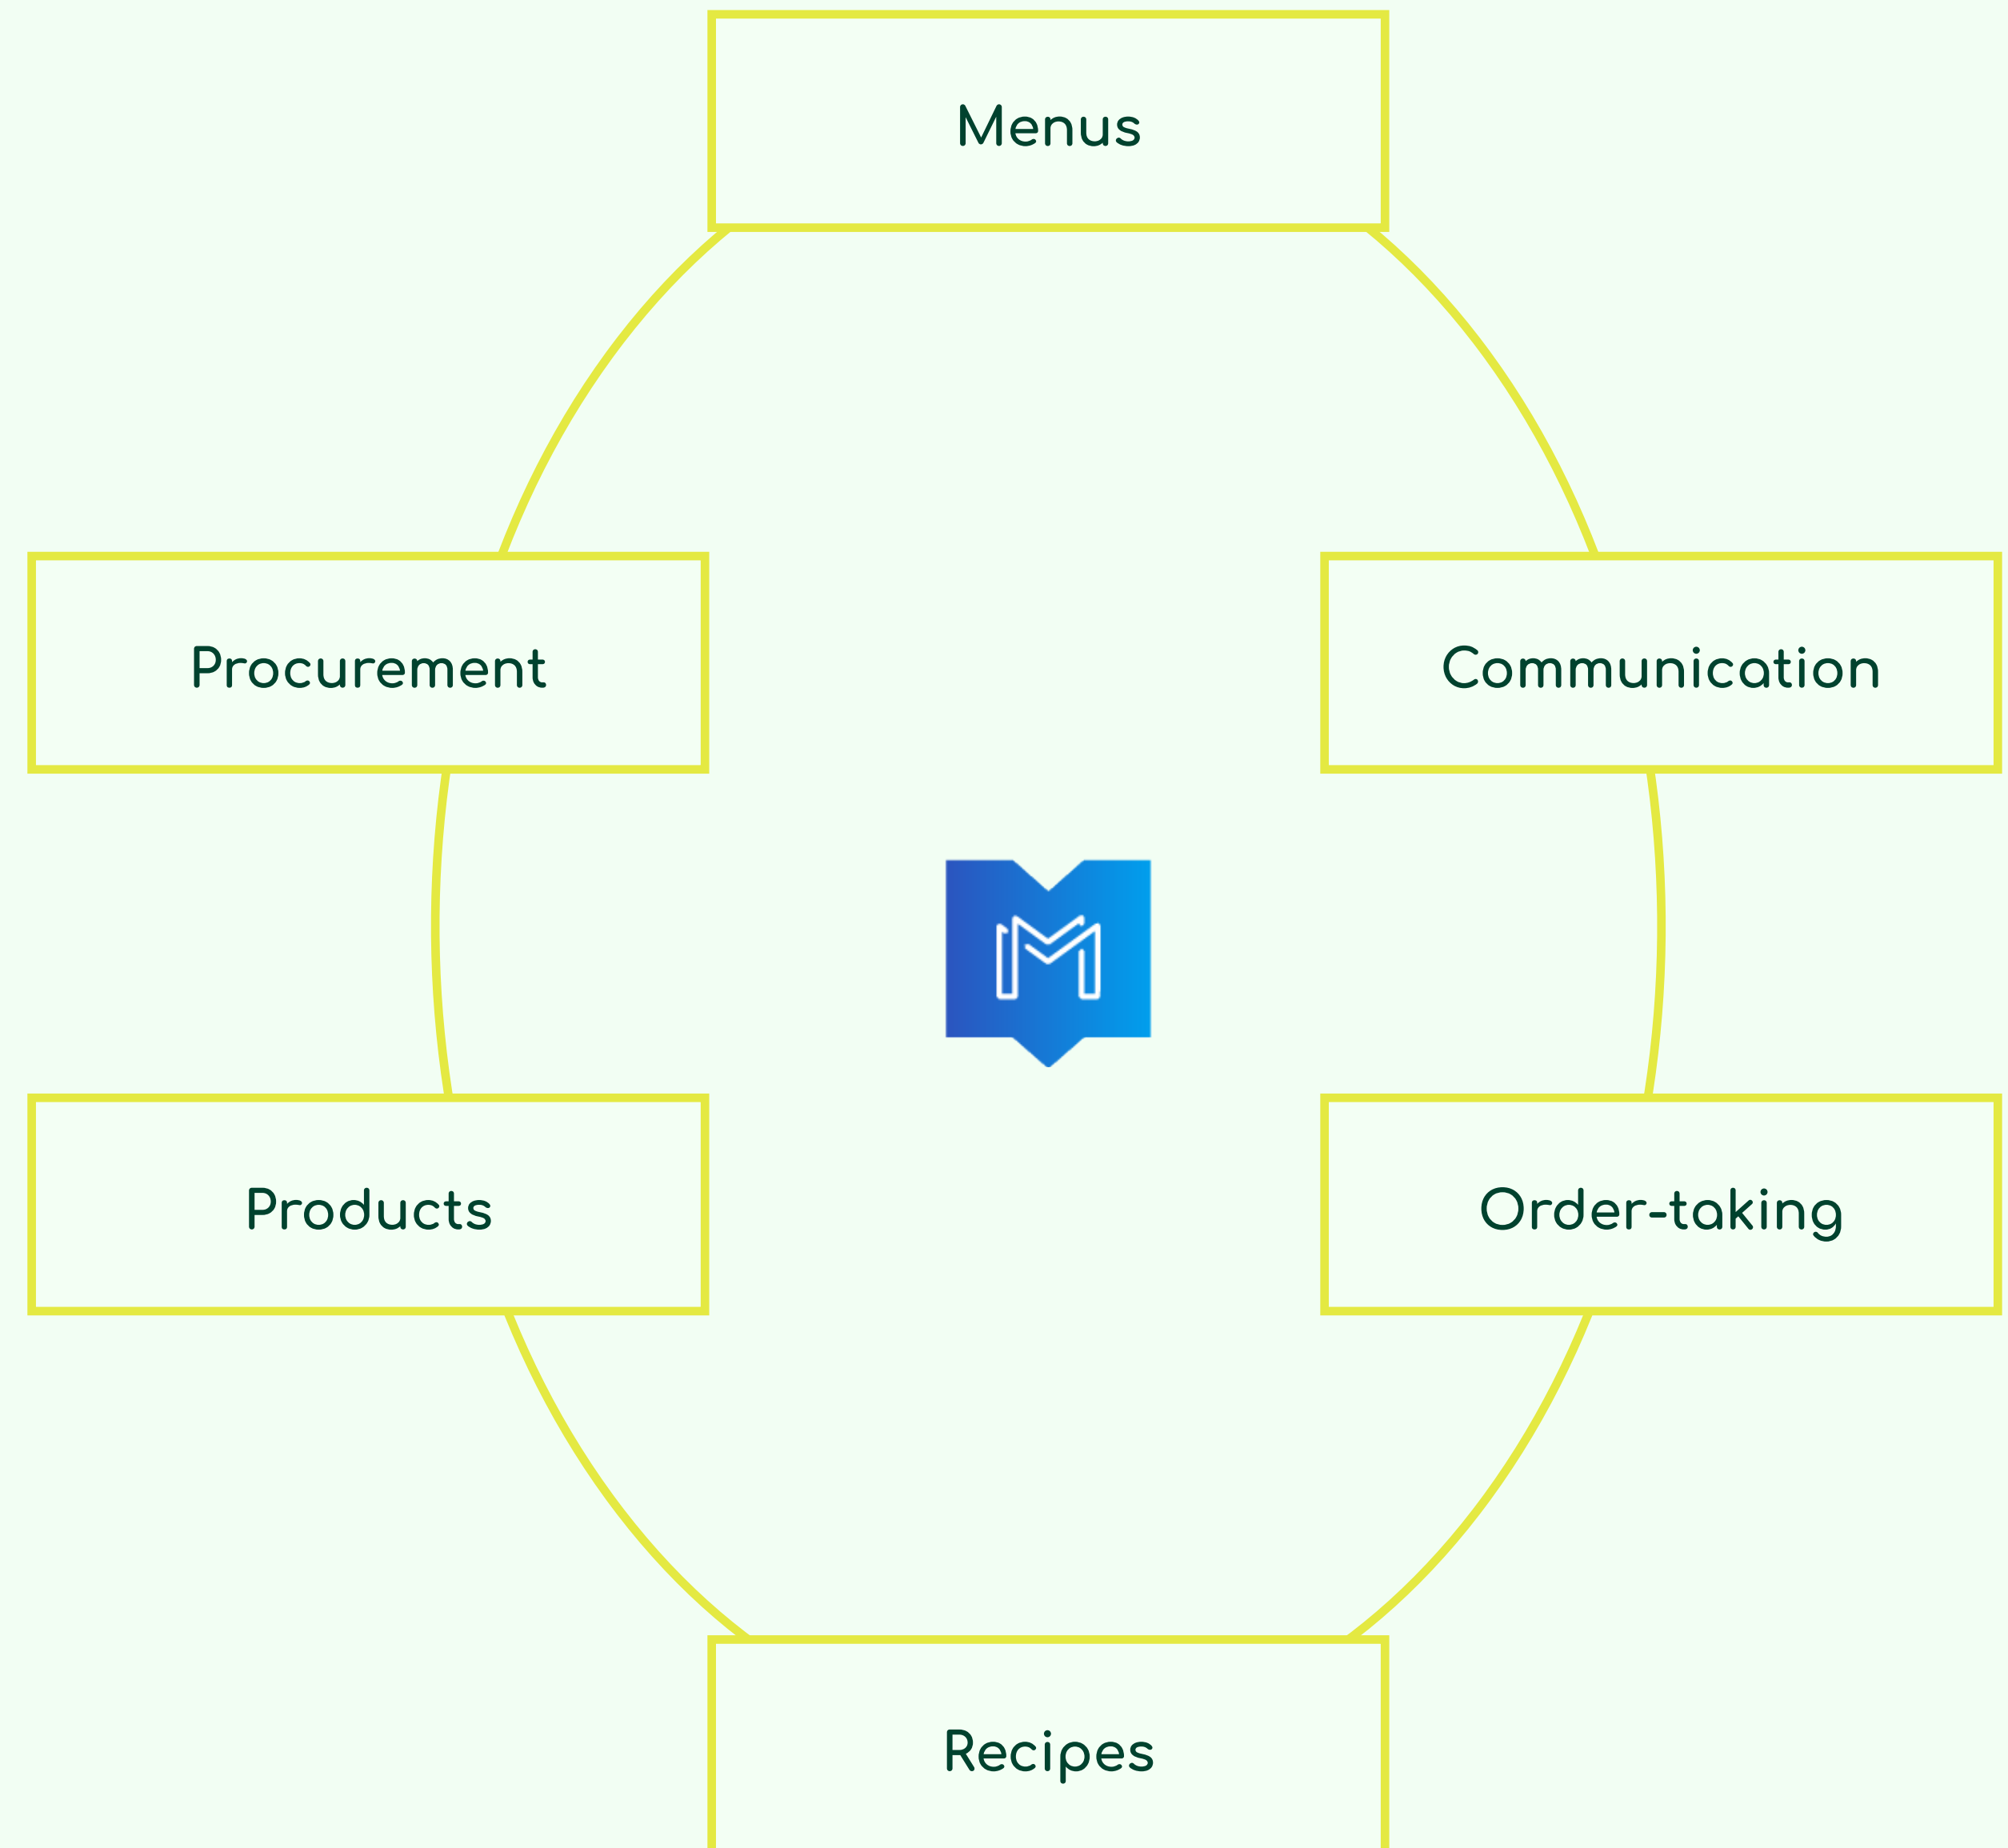 Menus
Procurement
Communication
M
Products
Order-taking
Recipes